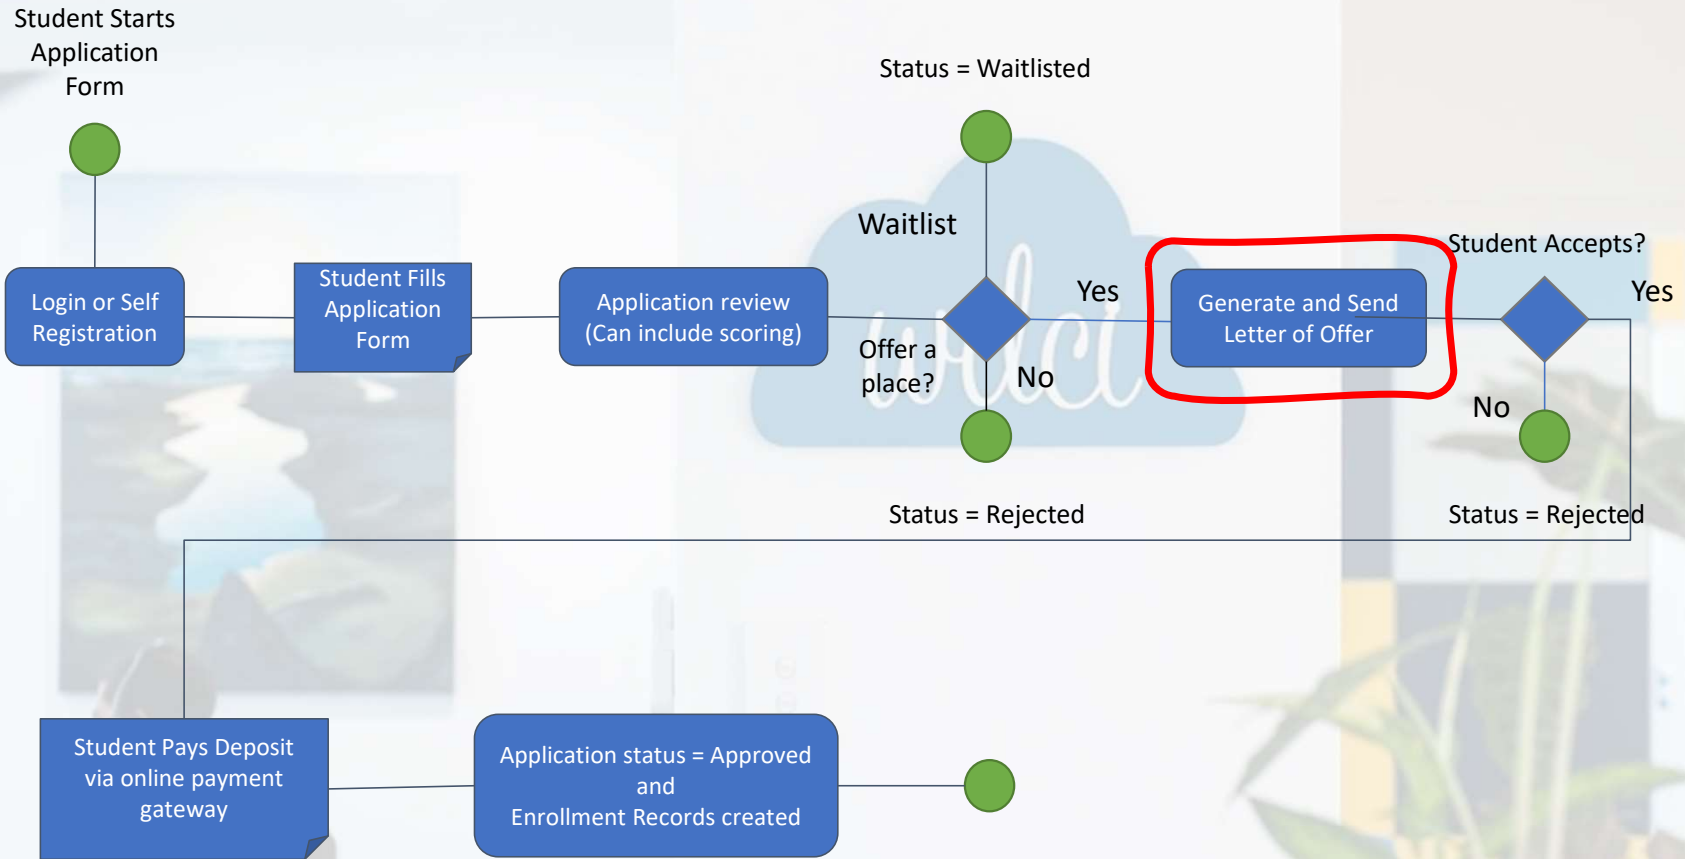 Student Starts
Application
Form
Status = Waitlisted
Waitlist
Student Accepts?
Login or Self
Registration
Student Fills
Application
Form
Application review
(Can include scoring)
Offer a
place?
Yes
No
Generate and Send
Letter of Offer
Yes
No
wdci
Status = Rejected
Status = Rejected
Student Pays Deposit
via online payment
gateway
Application status = Approved
and
Enrollment Records created